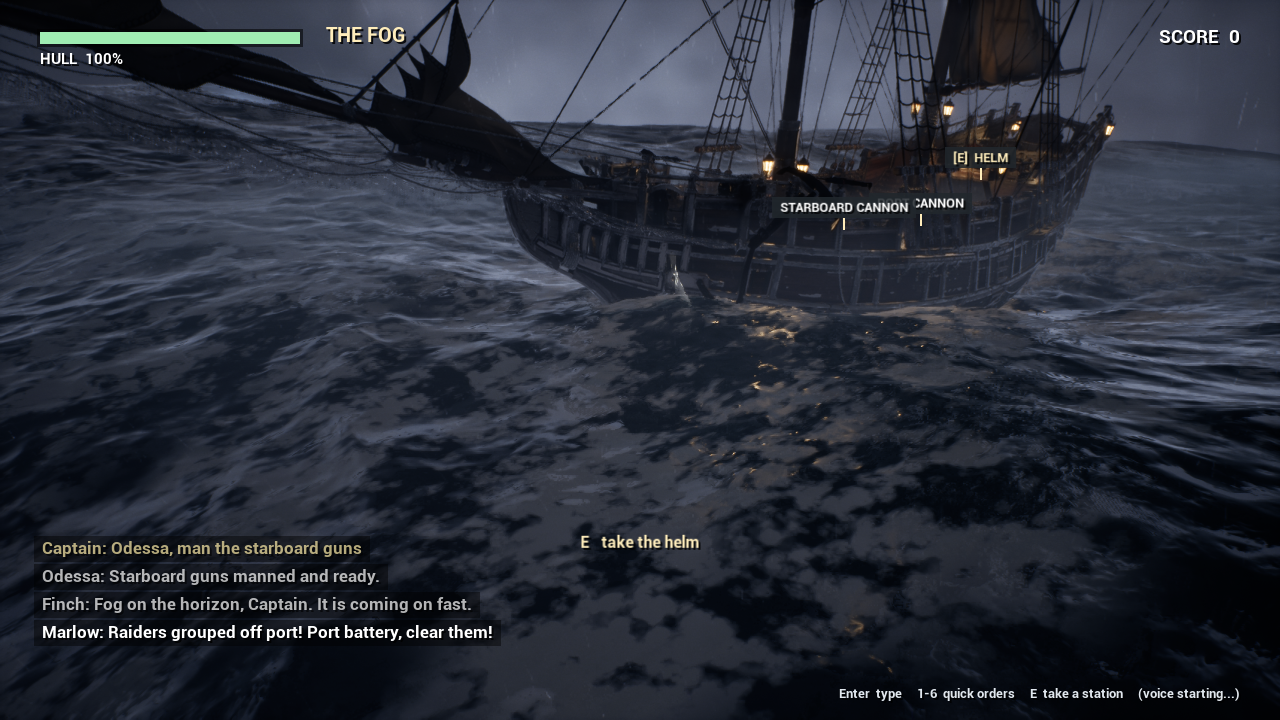 THE FOG
SCORE 0
HULL 100%
[E] HELM
STARBOARD CANNON
CANNON
E take the helm
Captain: Odessa, man the starboard guns
Odessa: Starboard guns manned and ready.
Finch: Fog on the horizon, Captain. It is coming on fast.
Marlow: Raiders grouped off port! Port battery, clear them!
Enter type 1-6 quick orders E take a station (voice starting...)